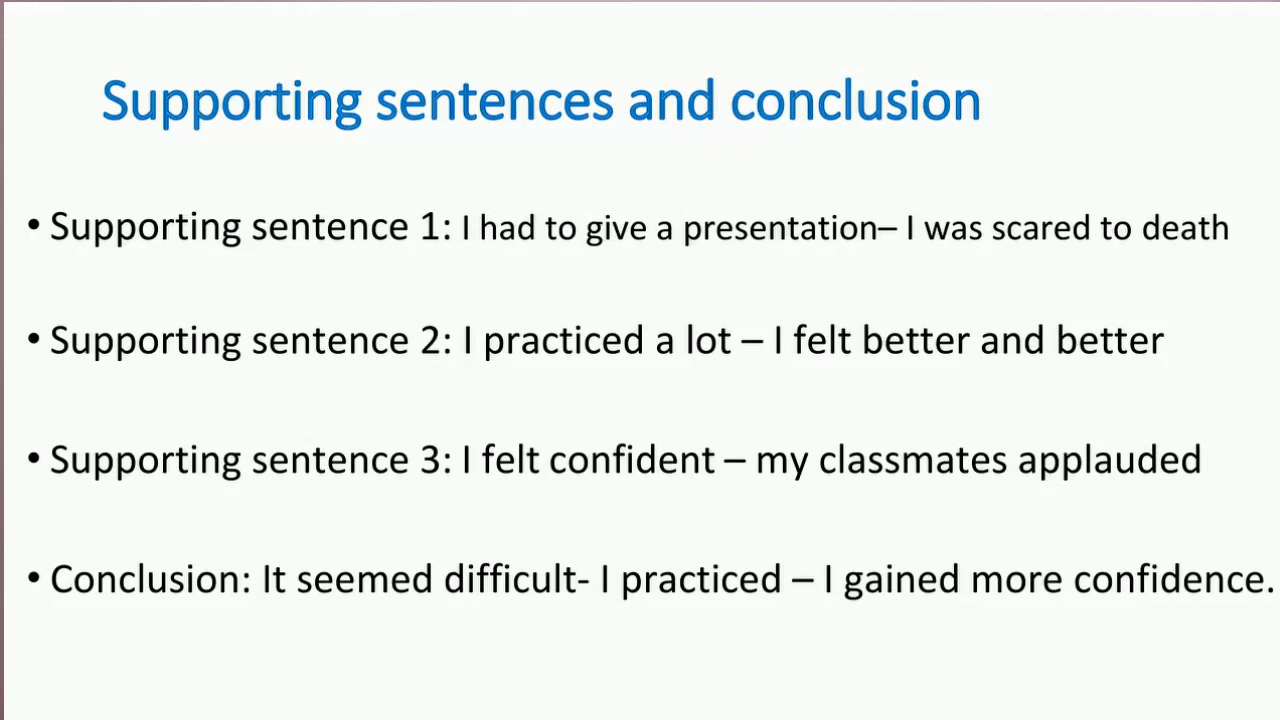 Supporting sentences and conclusion
• Supporting sentence 1: I had to give a presentation– I was scared to death
• Supporting sentence 2: I practiced a lot – I felt better and better
• Supporting sentence 3: I felt confident – my classmates applauded
• Conclusion: It seemed difficult- I practiced – I gained more confidence.